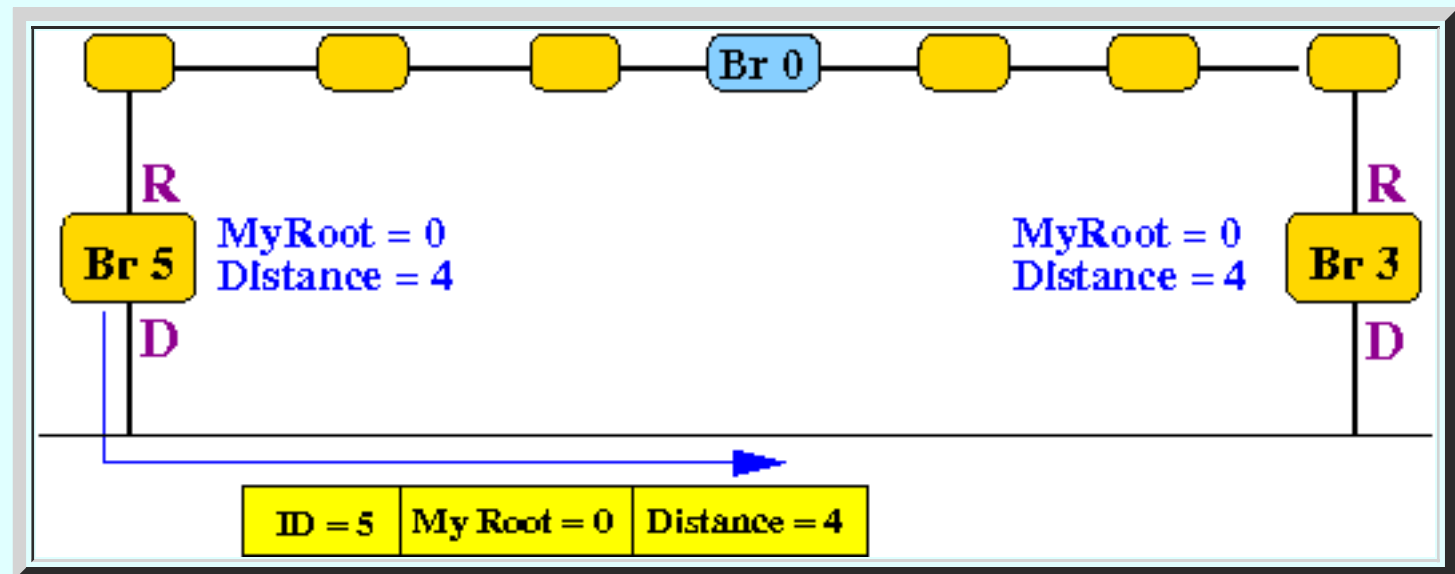 Br 0
R
R
Br 5
MyRoot = 0
Distance = 4
MyRoot = 0
Distance = 4
Br 3
D
D
ID = 5
My Root = 0
Distance = 4